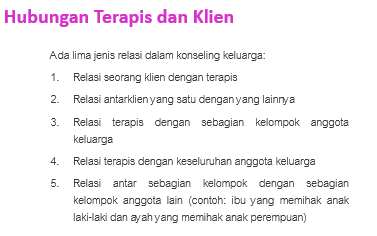 Hubungan Terapis dan Klien
Ada lima jenis relasi dalam konseling keluarga:
1. Relasi seorang klien dengan terapis
2. Relasi antarklien yang satu dengan yang lainnya
3. Relasi terapis dengan sebagian kelompok anggota
keluarga
4. Relasi terapis dengan keseluruhan anggota keluarga
5. Relasi antar sebagian kelompok dengan sebagian
kelompok anggota lain (contoh: ibu yang memihak anak
laki-laki dan ayah yang memihak anak perempuan)